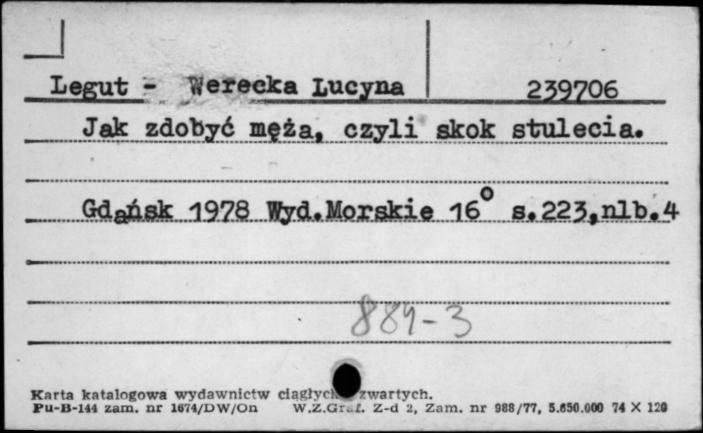 Legut - Werecka Lucyna 239706
Jak zdobyć męża, czyli skok stulecia.
Gdańsk 1978 Wyd.Morskie 16° s.223,nlb.4
884-3
Karta katalogowa wydawnictw ciągłych zwartych.
Pu-B-144 zam. nr 1674/DW/On W.Z.Graf. Z-d 2, Zam. nr 988/77, 5.650.000 74 X 120